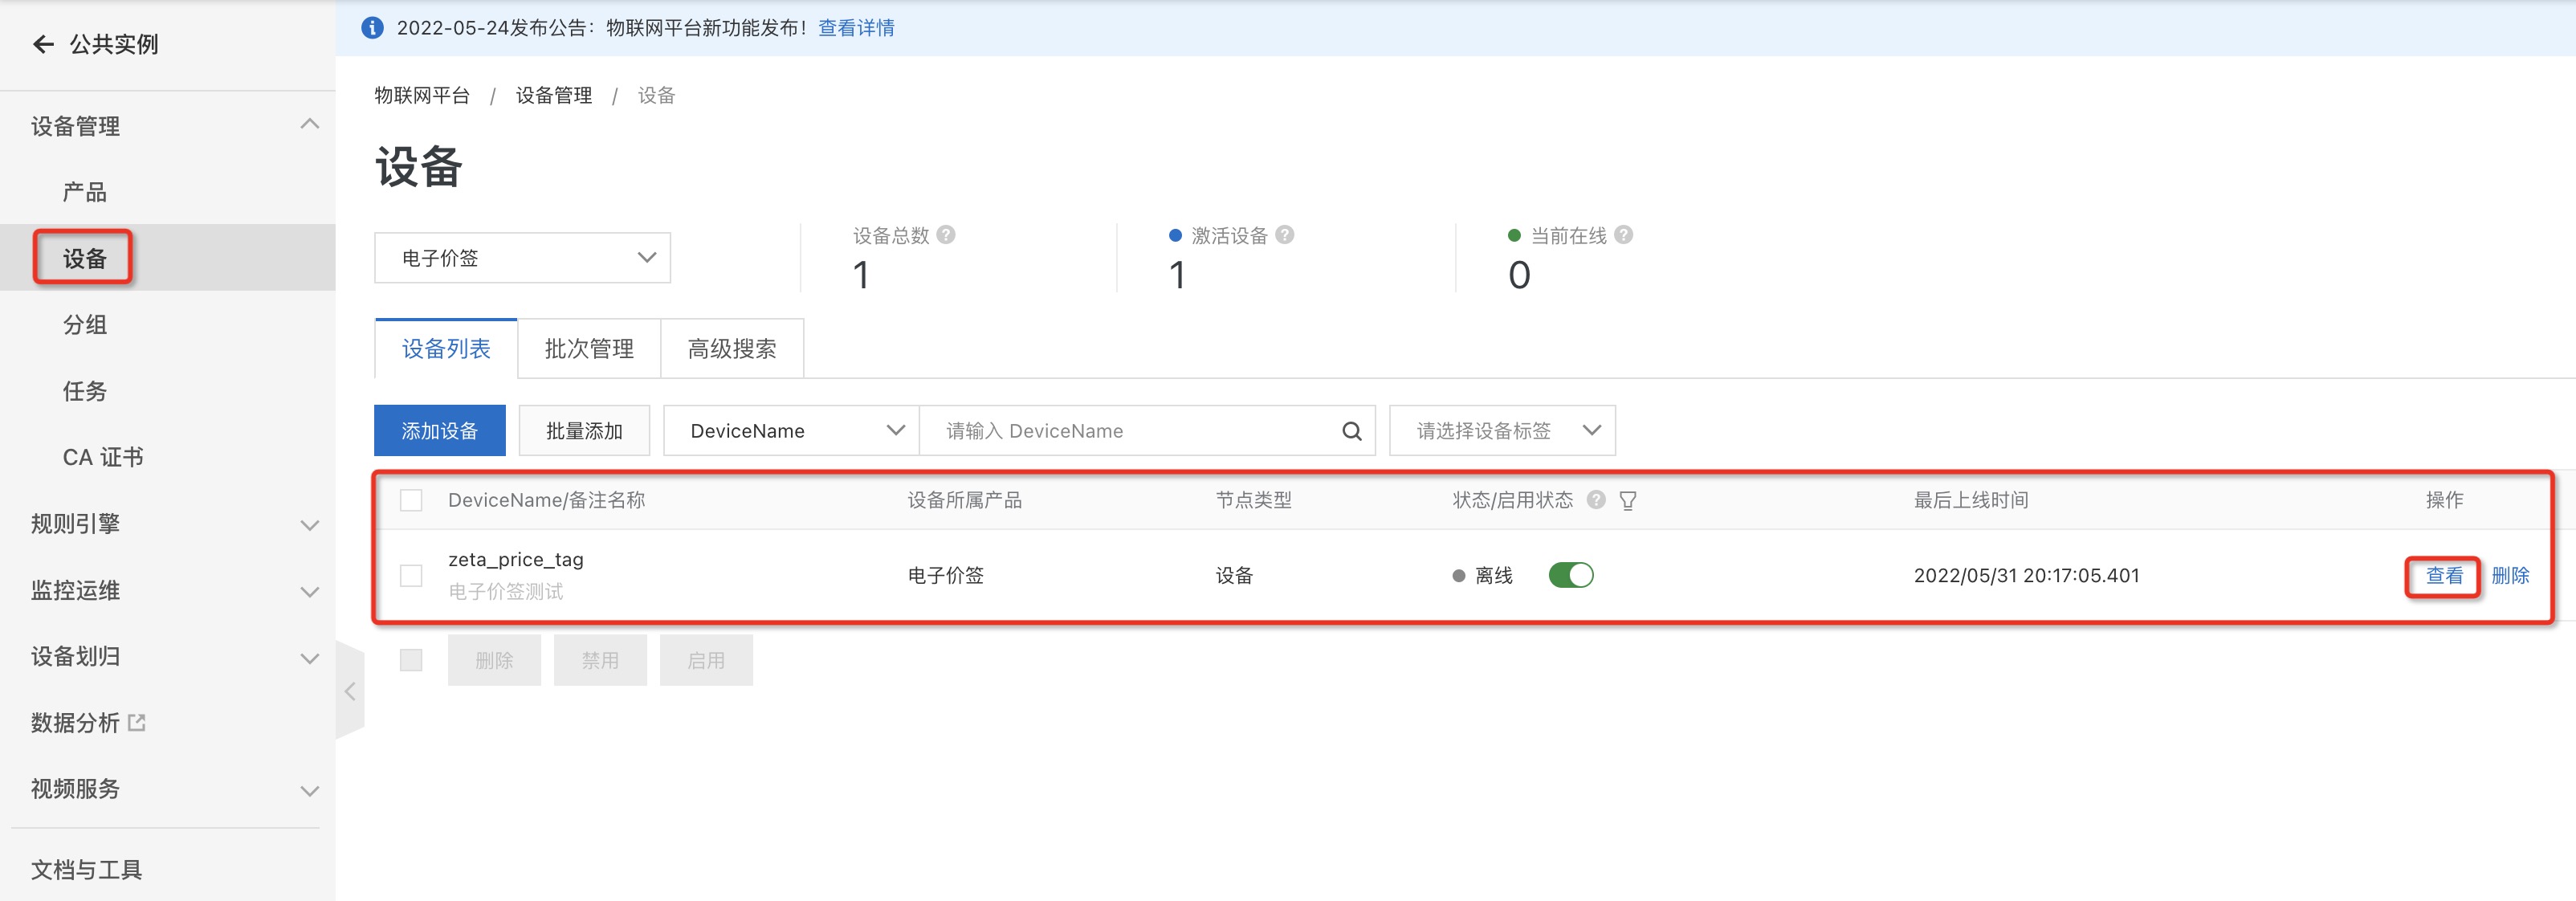 公共实例
设备管理
产品
设备
分组
任务
CA 证书
规则引擎
监控运维
设备划归
数据分析
视频服务
文档与工具
2022-05-24发布公告：物联网平台新功能发布！ 查看详情
物联网平台 / 设备管理 / 设备
设备
电子价签
设备总数
1
激活设备
1
当前在线
0
设备列表 批次管理 高级搜索
添加设备 批量添加 DeviceName 请输入 DeviceName 请选择设备标签
DeviceName/备注名称 设备所属产品 节点类型 状态/启用状态 最后上线时间 操作
zeta_price_tag
电子价签测试
电子价签 设备 离线 2022/05/31 20:17:05.401 查看 删除
删除 禁用 启用